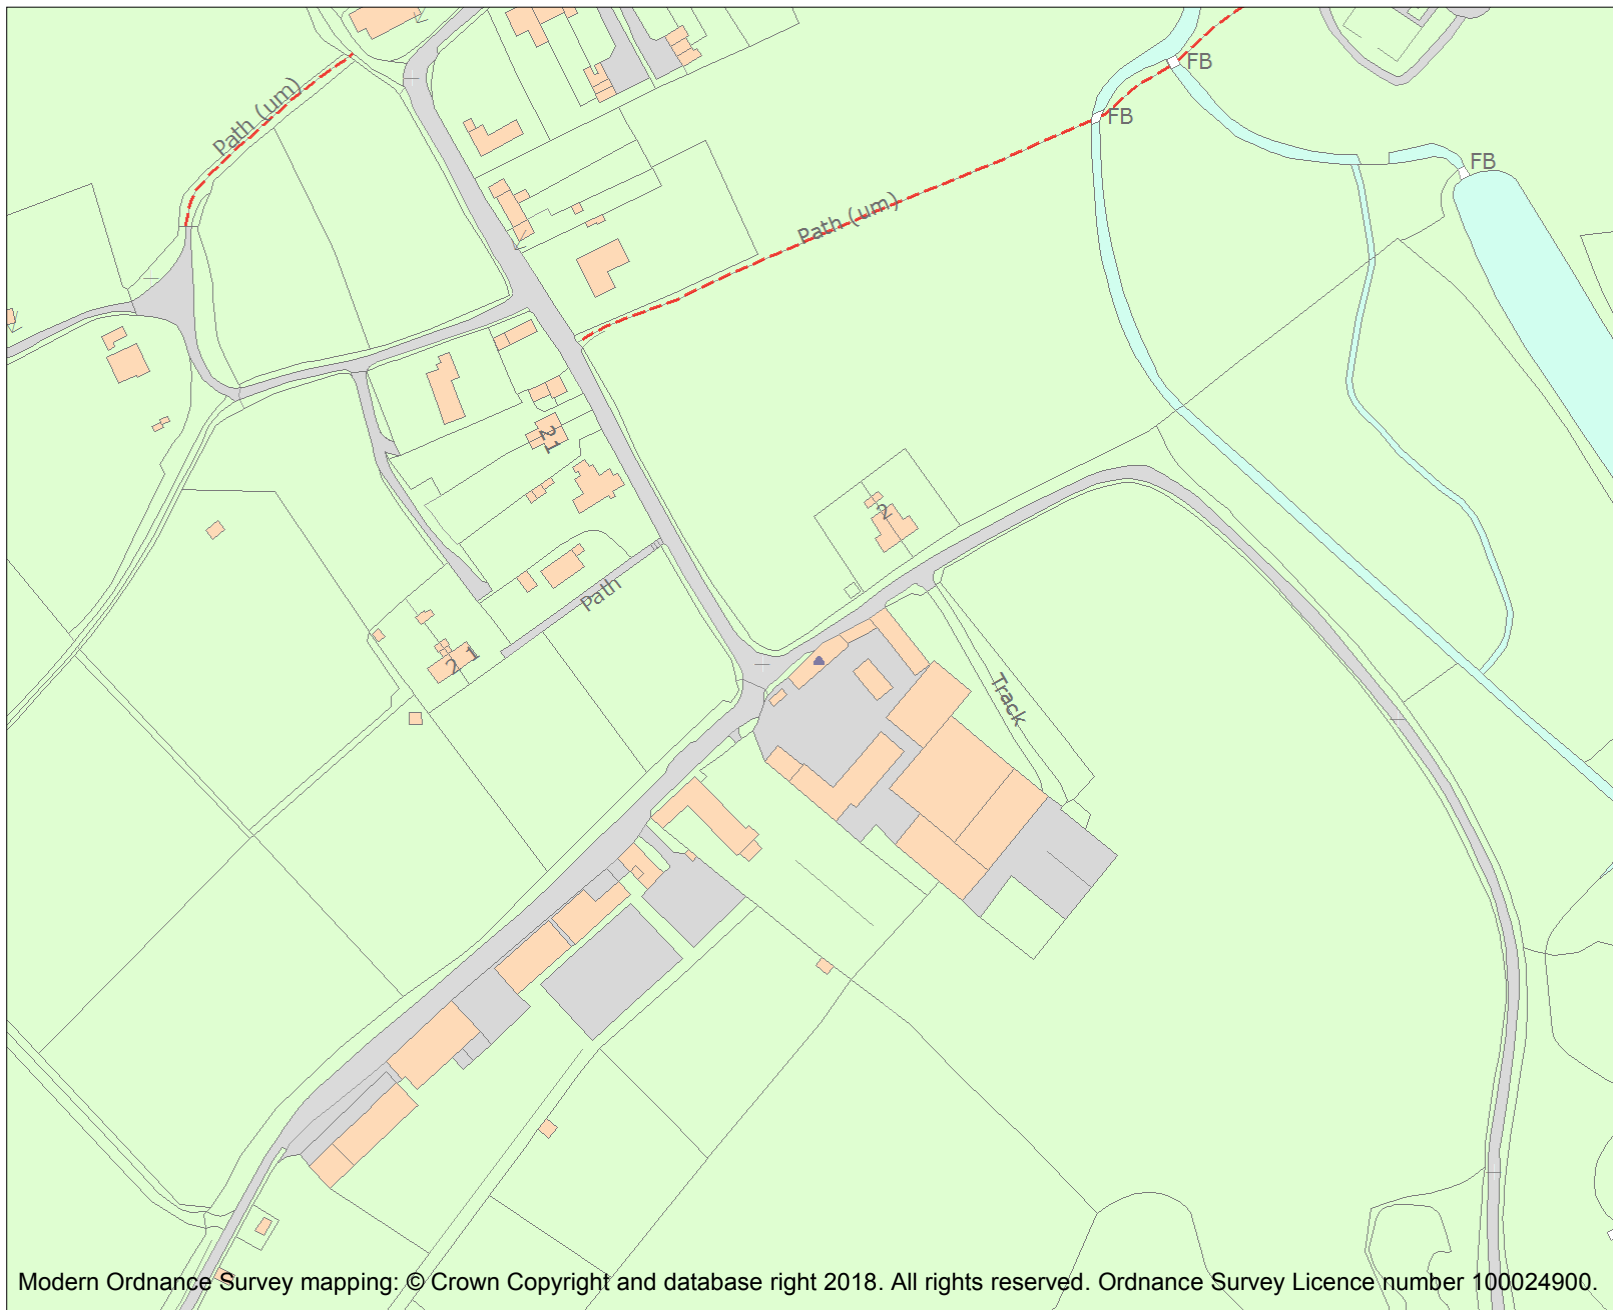 FB
Path (um)
FB
FB
Path (um)
21
2
Path
2 1
Track
Modern Ordnance Survey mapping: © Crown Copyright and database right 2018. All rights reserved. Ordnance Survey Licence number 100024900.